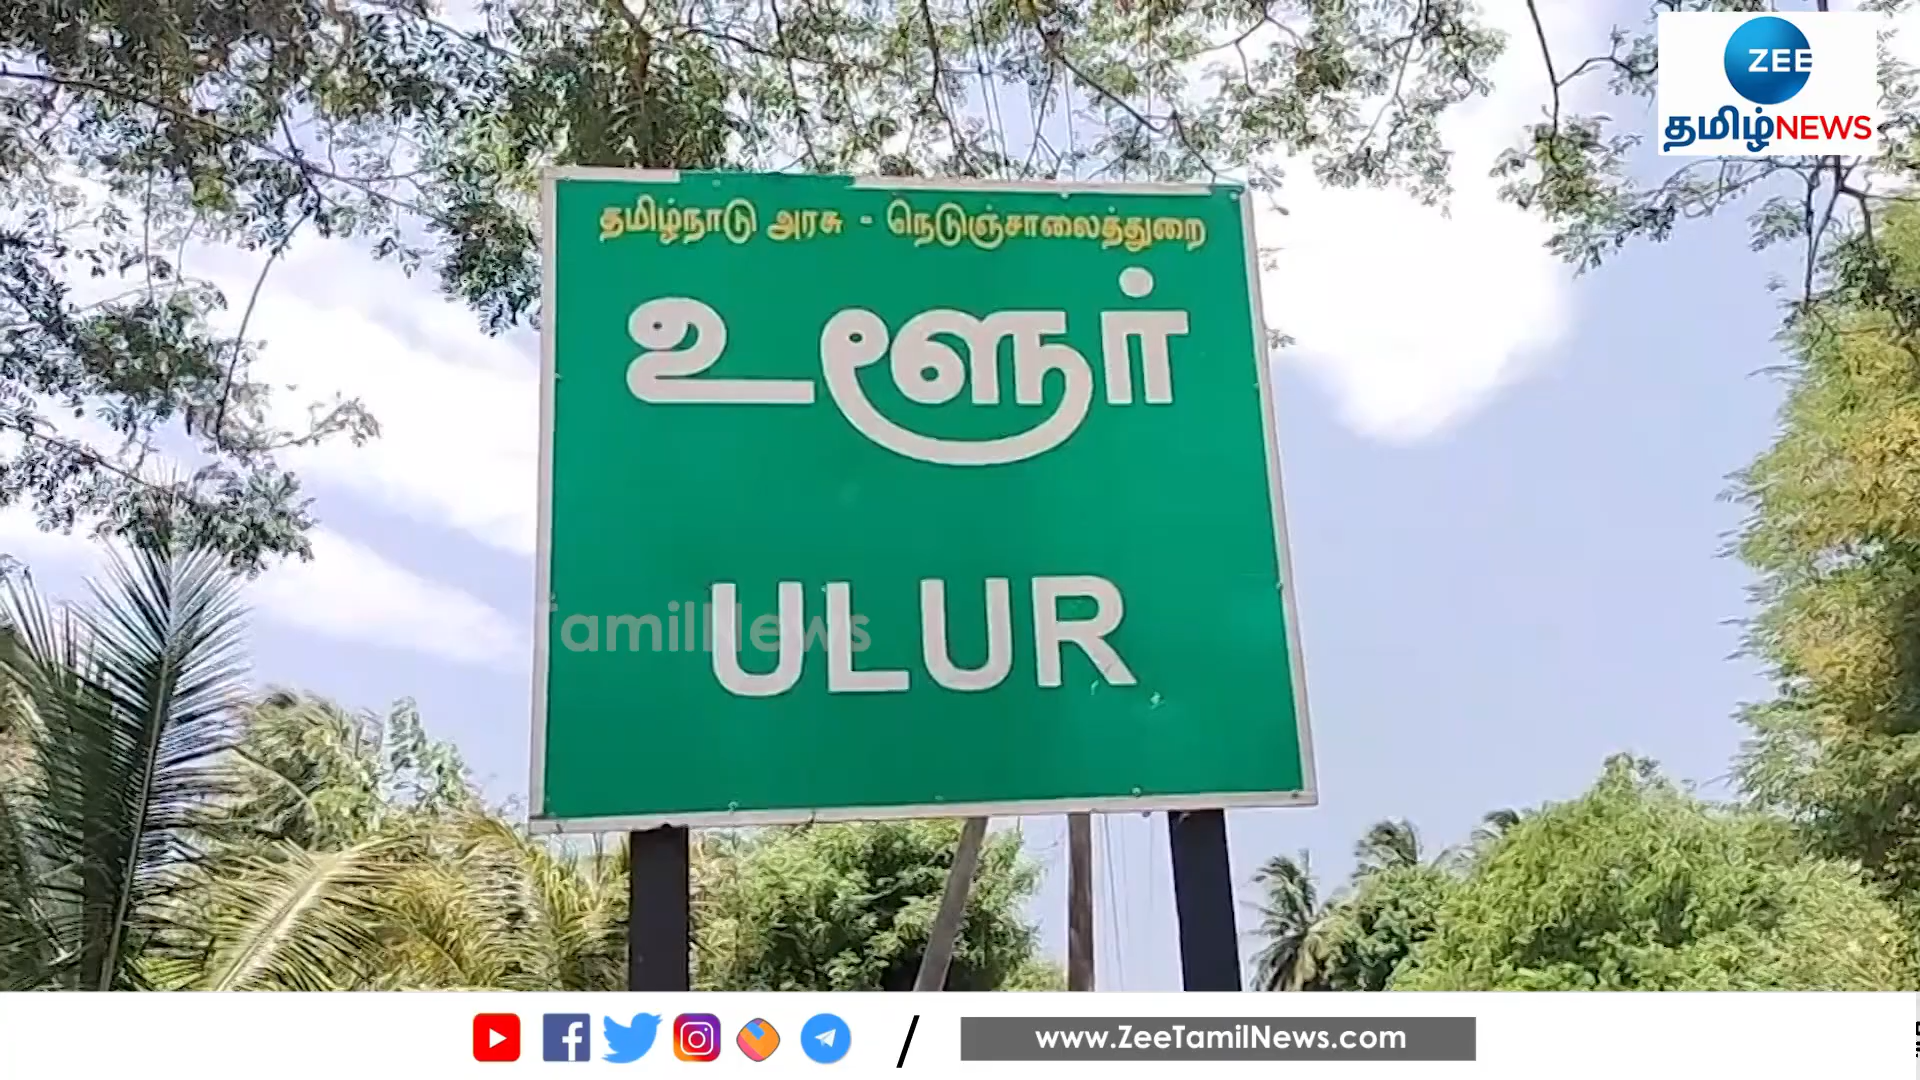 ZEE
தமிழ்NEWS
தமிழ்நாடு அரசு - நெடுஞ்சாலைத்துறை
உளூர்
ULUR
TamilNews
/
www.ZeeTamilNews.com